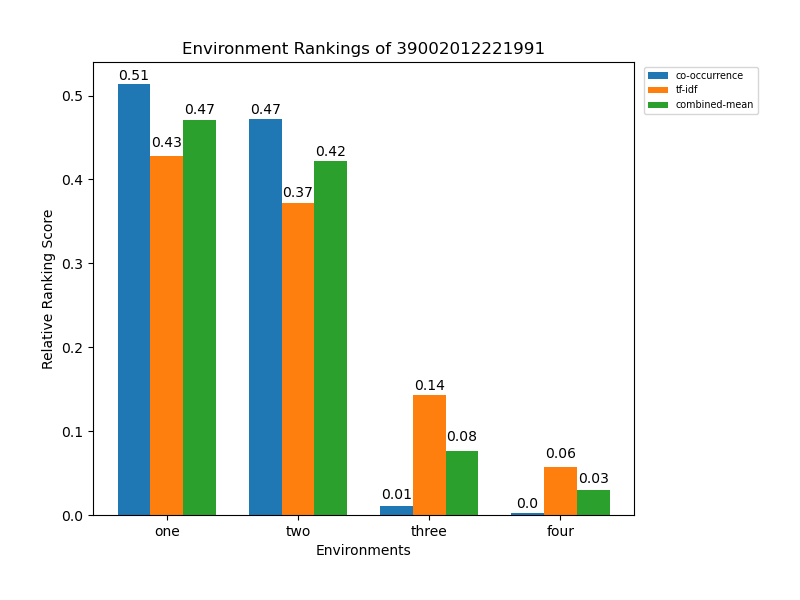 Environment Rankings of 39002012221991
co-occurrence
tf-idf
combined-mean
Relative Ranking Score
0.5
0.4
0.3
0.2
0.1
0.0
0.51
0.43
0.47
0.47
0.37
0.42
0.01
0.14
0.08
0.0
0.06
0.03
one two three four
Environments